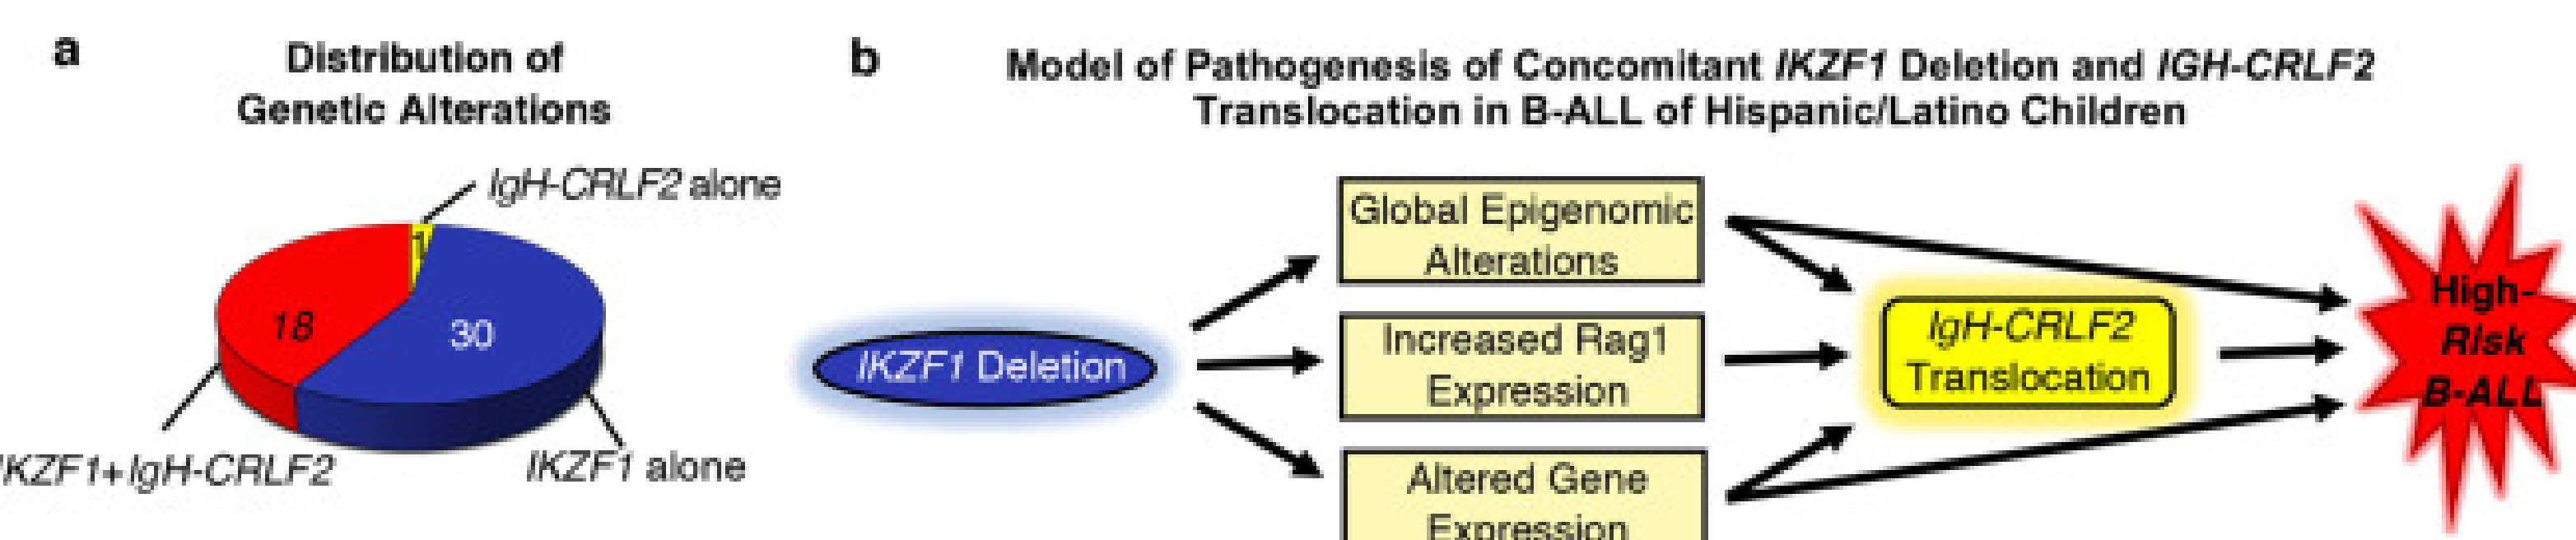 a
Distribution of
Genetic Alterations
IgH-CRLF2 alone
1
18
30
IKZF1+IgH-CRLF2
IKZF1 alone
b
Model of Pathogenesis of Concomitant IKZF1 Deletion and IGH-CRLF2
Translocation in B-ALL of Hispanic/Latino Children
IKZF1 Deletion
Global Epigenomic
Alterations
Increased Rag1
Expression
Altered Gene
Expression
IgH-CRLF2
Translocation
High-
Risk
B-ALL